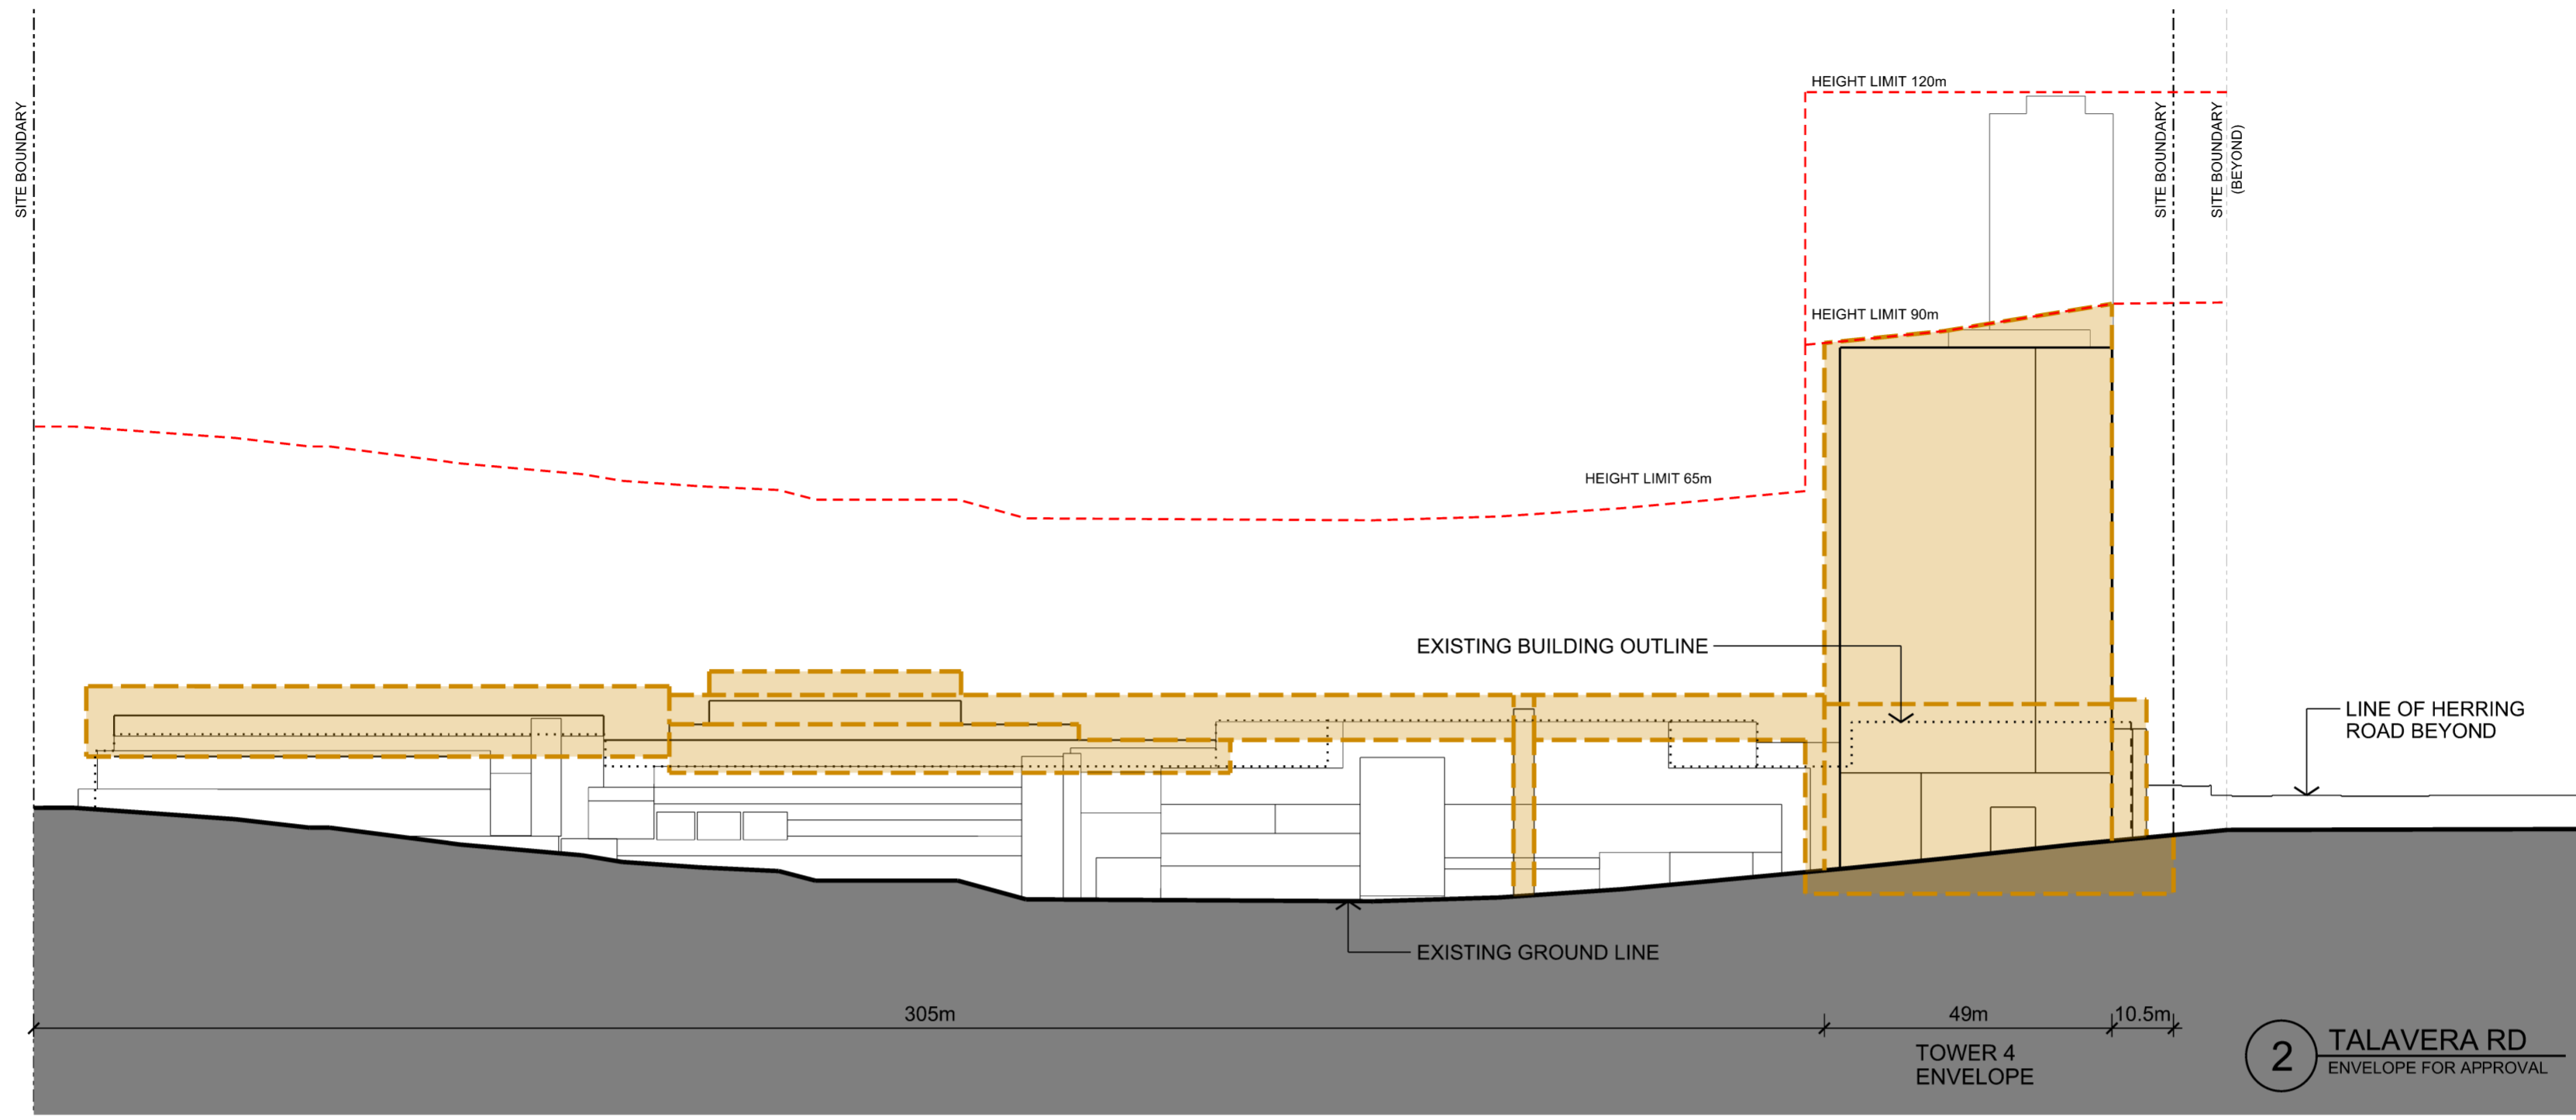 HEIGHT LIMIT 120m
SITE BOUNDARY
SITE BOUNDARY
SITE BOUNDARY
(BEYOND)
HEIGHT LIMIT 90m
HEIGHT LIMIT 65m
EXISTING BUILDING OUTLINE
LINE OF HERRING
ROAD BEYOND
EXISTING GROUND LINE
305m
49m
10.5m
TOWER 4
ENVELOPE
2
TALAVERA RD
ENVELOPE FOR APPROVAL